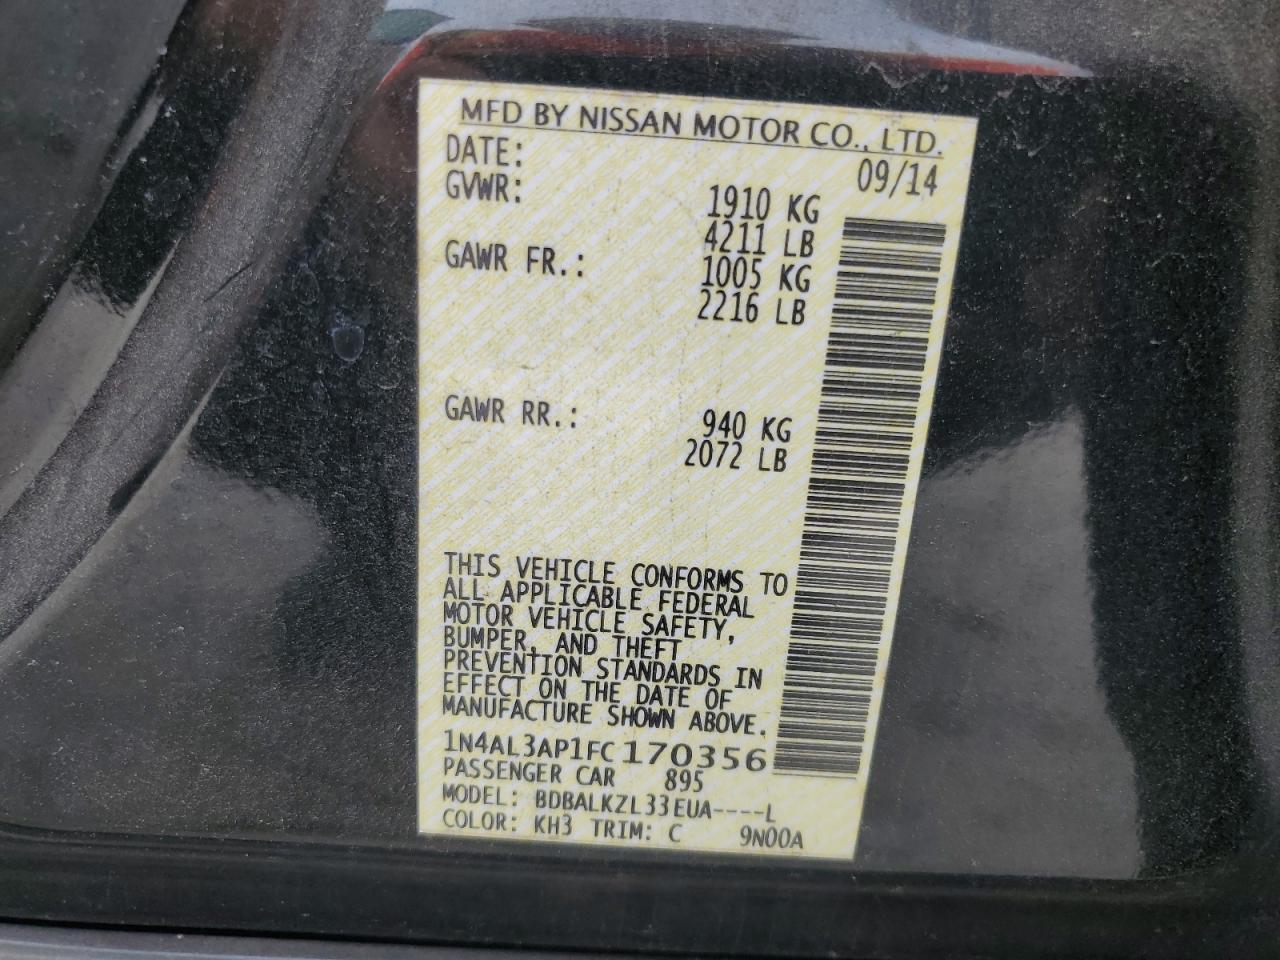 MFD BY NISSAN MOTOR CO., LTD.
DATE: 09/14
GVWR: 1910 KG
4211 LB
GAWR FR.: 1005 KG
2216 LB
GAWR RR.: 940 KG
2072 LB
THIS VEHICLE CONFORMS TO
ALL APPLICABLE FEDERAL
MOTOR VEHICLE SAFETY,
BUMPER, AND THEFT
PREVENTION STANDARDS IN
EFFECT ON THE DATE OF
MANUFACTURE SHOWN ABOVE.
1N4AL3AP1FC170356
PASSENGER CAR 895
MODEL: BDBALKZL33EUA----L
COLOR: KH3 TRIM: C 9N00A